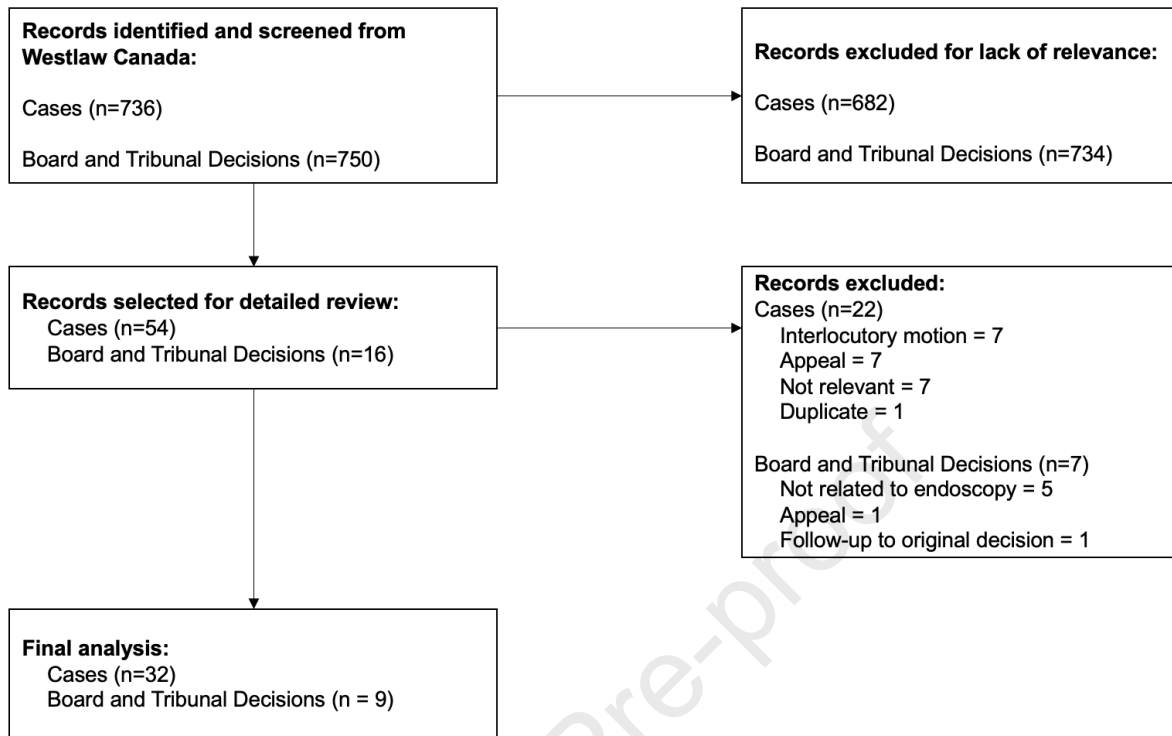 Records identified and screened from
Westlaw Canada:
Cases (n=736)
Board and Tribunal Decisions (n=750)
Records excluded for lack of relevance:
Cases (n=682)
Board and Tribunal Decisions (n=734)
Records selected for detailed review:
Cases (n=54)
Board and Tribunal Decisions (n=16)
Records excluded:
Cases (n=22)
Interlocutory motion = 7
Appeal = 7
Not relevant = 7
Duplicate = 1
Board and Tribunal Decisions (n=7)
Not related to endoscopy = 5
Appeal = 1
Follow-up to original decision = 1
Final analysis:
Cases (n=32)
Board and Tribunal Decisions (n = 9)
Pre-proof